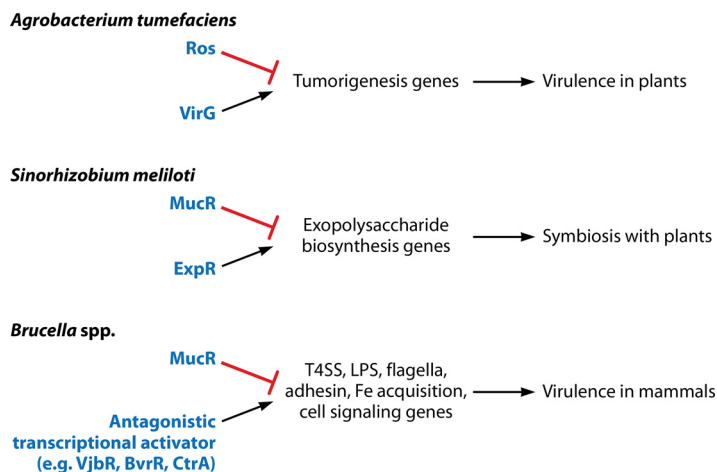 Agrobacterium tumefaciens
Ros
Tumorigenesis genes
Virulence in plants
VirG
Sinorhizobium meliloti
MucR
Exopolysaccharide
biosynthesis genes
Symbiosis with plants
ExpR
Brucella spp.
MucR
T4SS, LPS, flagella,
adhesin, Fe acquisition,
cell signaling genes
Virulence in mammals
Antagonistic
transcriptional activator
(e.g. VjbR, BvrR, CtrA)